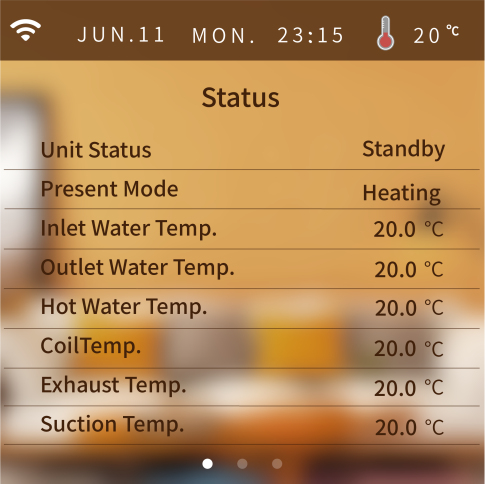 JUN.11 MON. 23:15 20 °C
Status
Unit Status Standby
Present Mode Heating
Inlet Water Temp. 20.0 °C
Outlet Water Temp. 20.0 °C
Hot Water Temp. 20.0 °C
CoilTemp. 20.0 °C
Exhaust Temp. 20.0 °C
Suction Temp. 20.0 °C